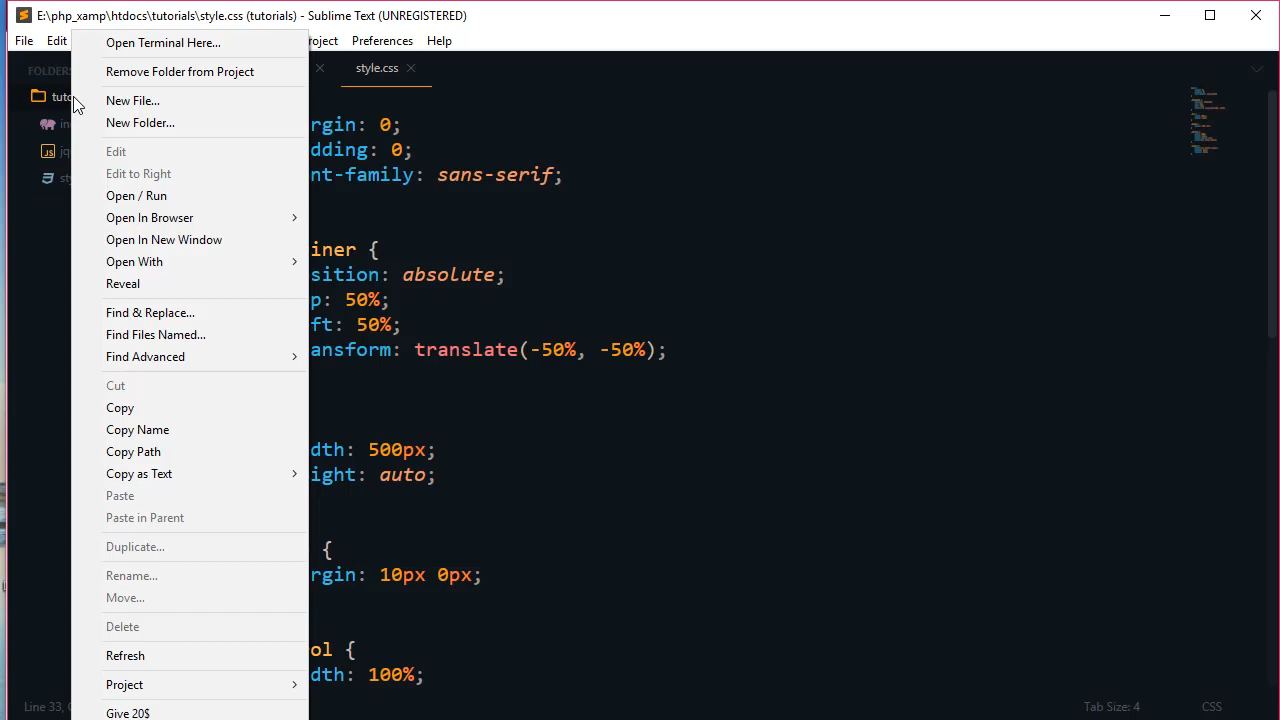 E:\php_xamp\htdocs\tutorials\style.css (tutorials) - Sublime Text (UNREGISTERED)
File Edit oject Preferences Help
FOLDERS
tuto
in
jq
st
Open Terminal Here...
Remove Folder from Project
New File...
New Folder...
Edit
Edit to Right
Open / Run
Open In Browser
Open In New Window
Open With
Reveal
Find & Replace...
Find Files Named...
Find Advanced
Cut
Copy
Copy Name
Copy Path
Copy as Text
Paste
Paste in Parent
Duplicate...
Rename...
Move...
Delete
Refresh
Project
Give 20$
style.css
rgin: 0;
dding: 0;
nt-family: sans-serif;
iner {
sition: absolute;
p: 50%;
ft: 50%;
ansform: translate(-50%, -50%);
dth: 500px;
ight: auto;
{
rgin: 10px 0px;
ol {
dth: 100%;
Line 33,
Tab Size: 4
CSS